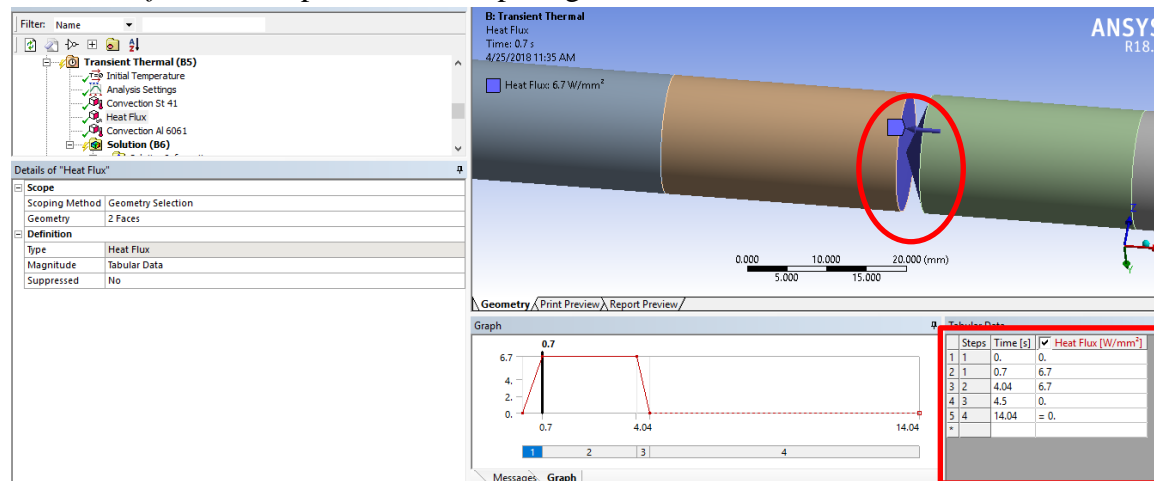 Filter: Name
Transient Thermal (B5)
Initial Temperature
Analysis Settings
Convection St 41
Heat Flux
Convection Al 6061
Solution (B6)
Details of "Heat Flux"
Scope
Scoping Method Geometry Selection
Geometry 2 Faces
Definition
Type Heat Flux
Magnitude Tabular Data
Suppressed No
B: Transient Thermal
Heat Flux
Time: 0.7 s
4/25/2018 11:35 AM
Heat Flux: 6.7 W/mm²
ANSYS
R18.
Z
Y
0.000 10.000 20.000 (mm)
5.000 15.000
Geometry Print Preview Report Preview
Graph
0.7
6.7
4.
2.
0.
0.7 4.04 14.04
1 2 3 4
Messages Graph
Tabular Data
Steps Time [s] Heat Flux [W/mm²]
1 1 0. 0.
2 1 0.7 6.7
3 2 4.04 6.7
4 3 4.5 0.
5 4 14.04 = 0.
*